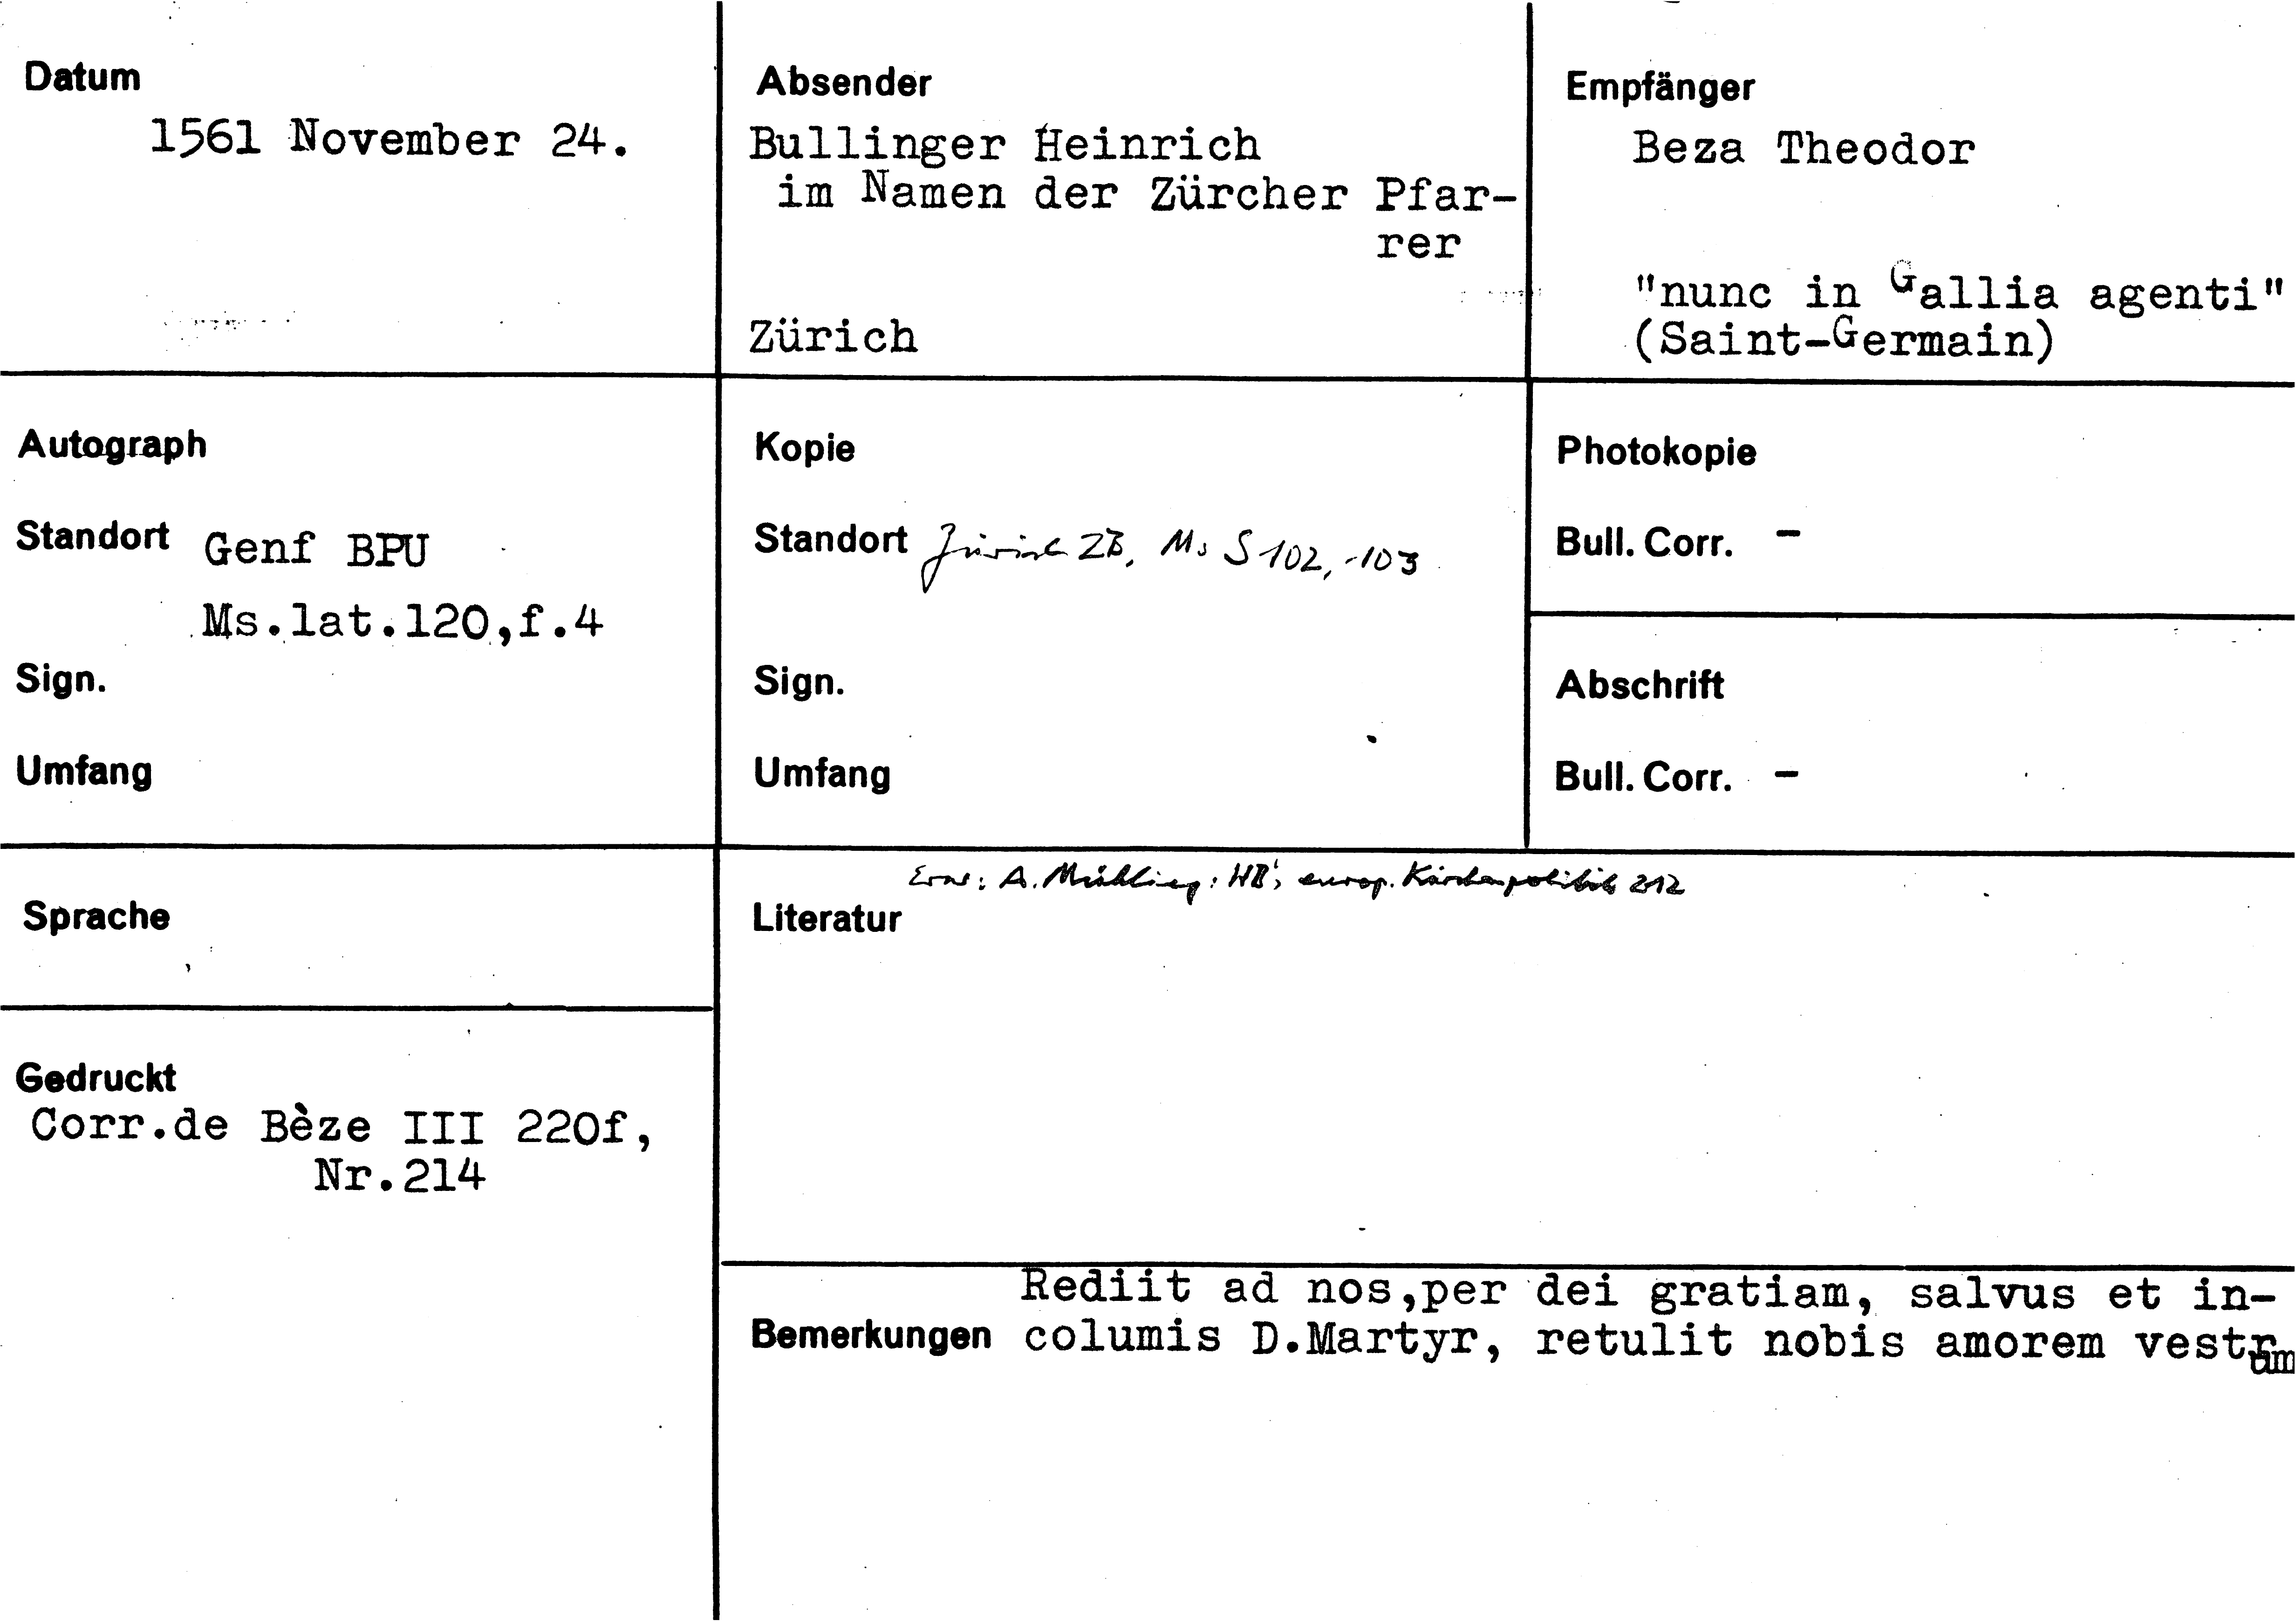 Datum
1561 November 24.
Absender
Bullinger Heinrich
im Namen der Zürcher Pfar-
rer
Zürich
Empfänger
Beza Theodor
"nunc in Gallia agenti"
(Saint-Germain)
Autograph
Standort Genf BPU
Ms.lat.120,f.4
Sign.
Umfang
Kopie
Standort Zürich ZB, Ms S 102, 103
Sign.
Umfang
Photokopie
Bull. Corr. -
Abschrift
Bull. Corr. -
Sprache
Gedruckt
Corr.de Bèze III 220f,
Nr.214
Erw: A. Mühling: HB's europ. Kirchenpolitik 212
Literatur
Rediit ad nos,per dei gratiam, salvus et in-
Bemerkungen columis D.Martyr, retulit nobis amorem vestrum